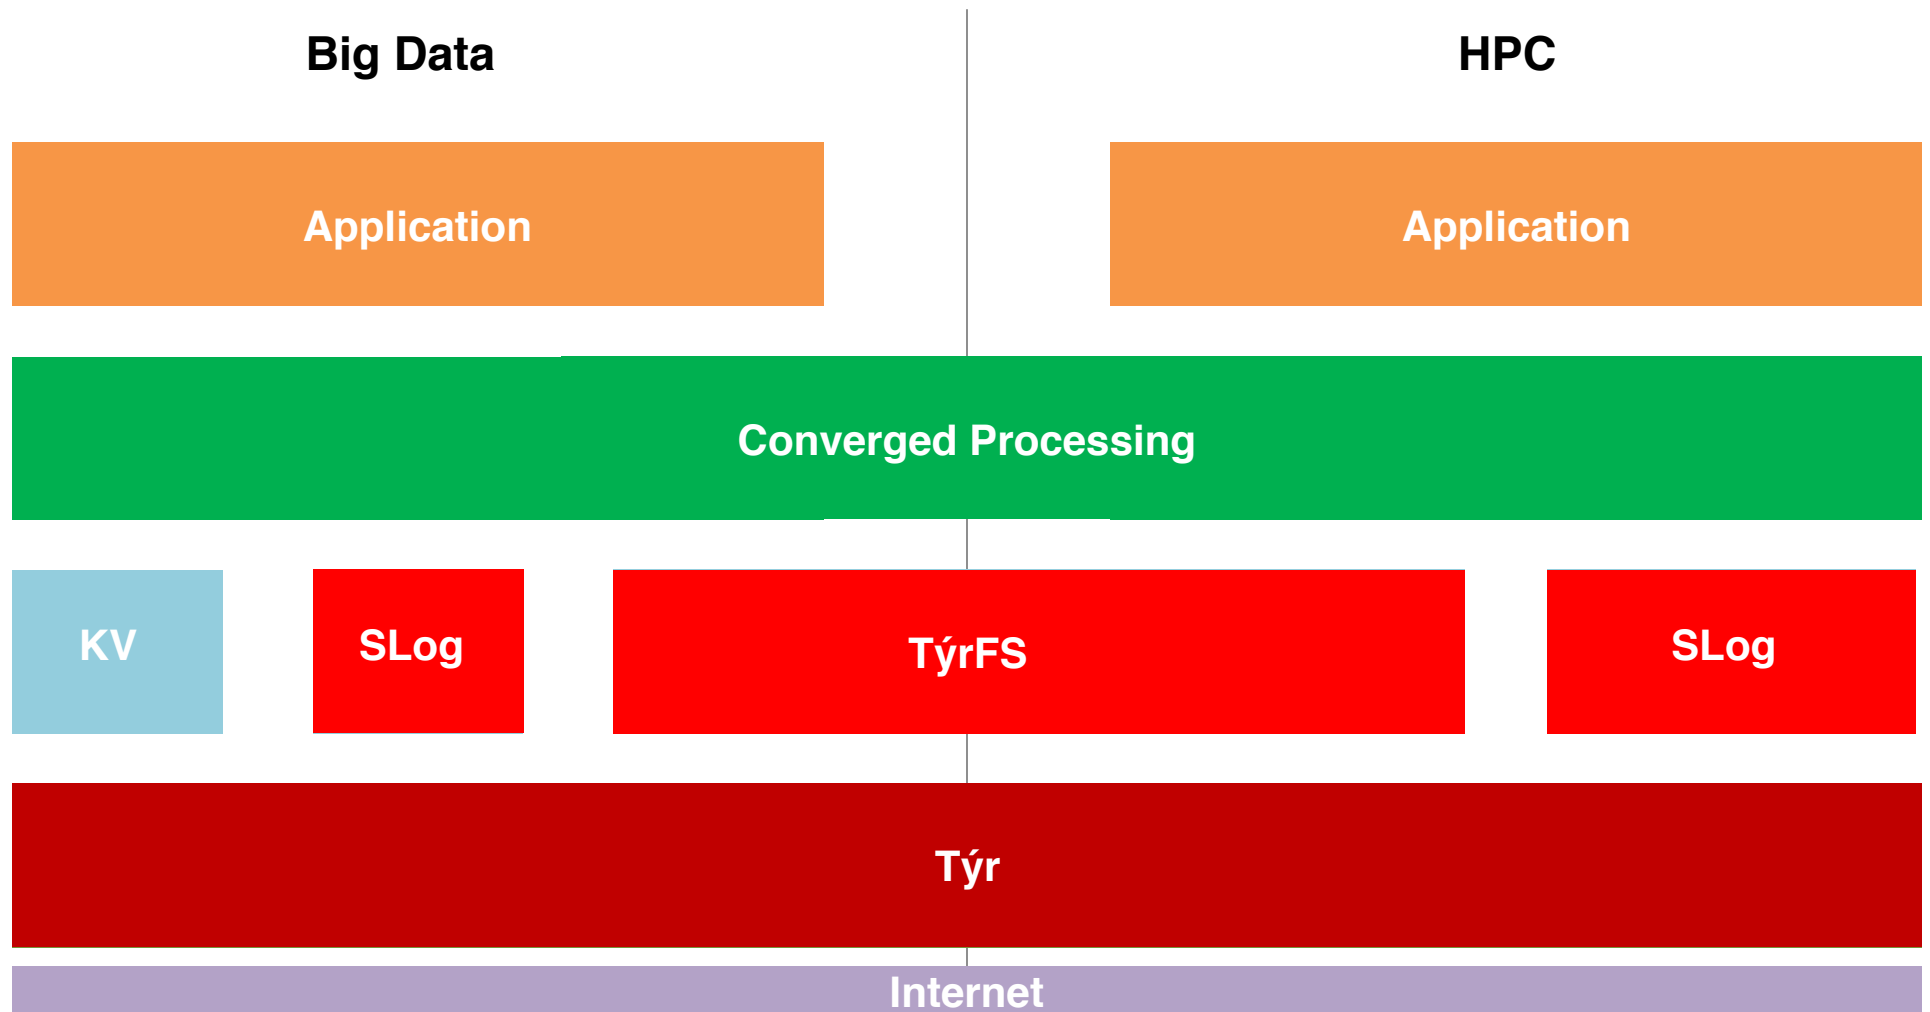 Big Data
HPC
Application
Application
Converged Processing
KV
SLog
TýrFS
SLog
Týr
Internet